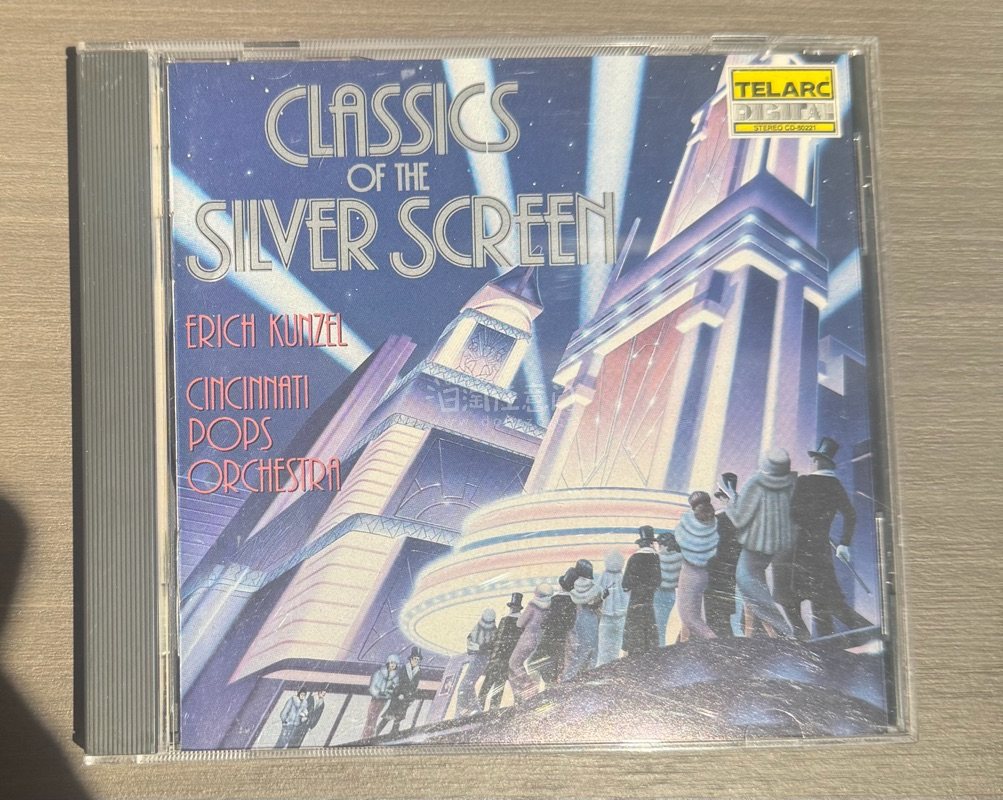 CLASSICS
OF THE
SILVER SCREEN
TELARC
DIGITAL
STEREO CD-80221
ERICH KUNZEL
CINCINNATI
POPS
ORCHESTRA